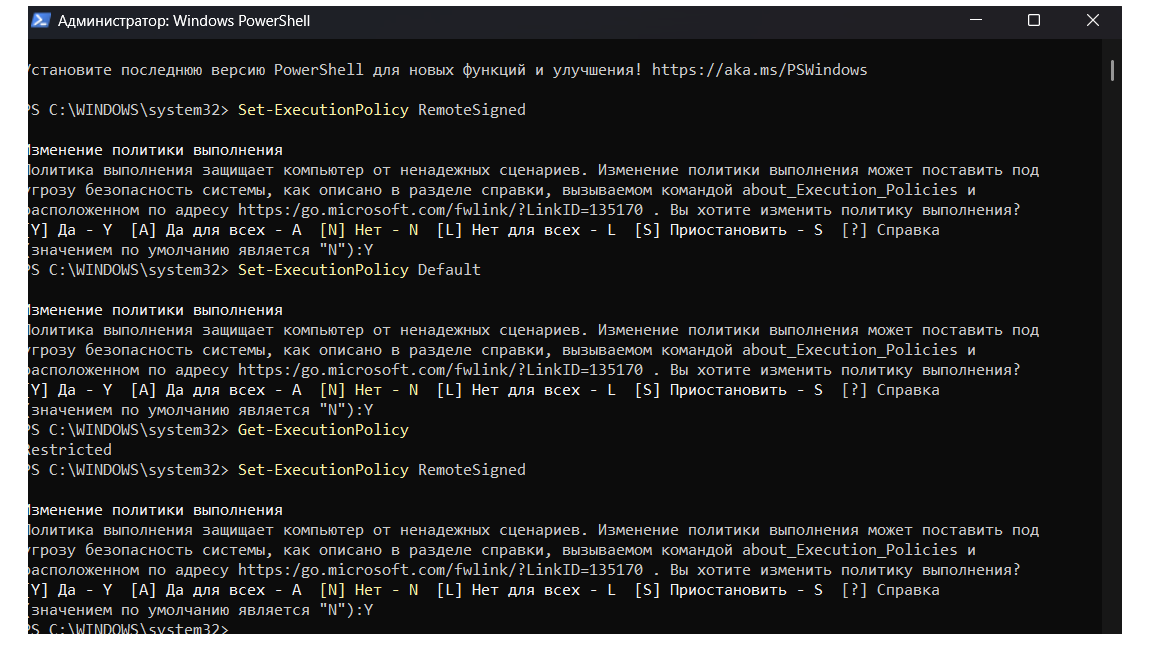 Администратор: Windows PowerShell
Установите последнюю версию PowerShell для новых функций и улучшения! https://aka.ms/PSWindows
PS C:\WINDOWS\system32> Set-ExecutionPolicy RemoteSigned
Изменение политики выполнения
Политика выполнения защищает компьютер от ненадежных сценариев. Изменение политики выполнения может поставить под
угрозу безопасность системы, как описано в разделе справки, вызываемом командой about_Execution_Policies и
расположенном по адресу https:/go.microsoft.com/fwlink/?LinkID=135170 . Вы хотите изменить политику выполнения?
[Y] Да - Y  [A] Да для всех - A  [N] Нет - N  [L] Нет для всех - L  [S] Приостановить - S  [?] Справка
(значением по умолчанию является "N"):Y
PS C:\WINDOWS\system32> Set-ExecutionPolicy Default
Изменение политики выполнения
Политика выполнения защищает компьютер от ненадежных сценариев. Изменение политики выполнения может поставить под
угрозу безопасность системы, как описано в разделе справки, вызываемом командой about_Execution_Policies и
расположенном по адресу https:/go.microsoft.com/fwlink/?LinkID=135170 . Вы хотите изменить политику выполнения?
[Y] Да - Y  [A] Да для всех - A  [N] Нет - N  [L] Нет для всех - L  [S] Приостановить - S  [?] Справка
(значением по умолчанию является "N"):Y
PS C:\WINDOWS\system32> Get-ExecutionPolicy
Restricted
PS C:\WINDOWS\system32> Set-ExecutionPolicy RemoteSigned
Изменение политики выполнения
Политика выполнения защищает компьютер от ненадежных сценариев. Изменение политики выполнения может поставить под
угрозу безопасность системы, как описано в разделе справки, вызываемом командой about_Execution_Policies и
расположенном по адресу https:/go.microsoft.com/fwlink/?LinkID=135170 . Вы хотите изменить политику выполнения?
[Y] Да - Y  [A] Да для всех - A  [N] Нет - N  [L] Нет для всех - L  [S] Приостановить - S  [?] Справка
(значением по умолчанию является "N"):Y
PS C:\WINDOWS\system32>